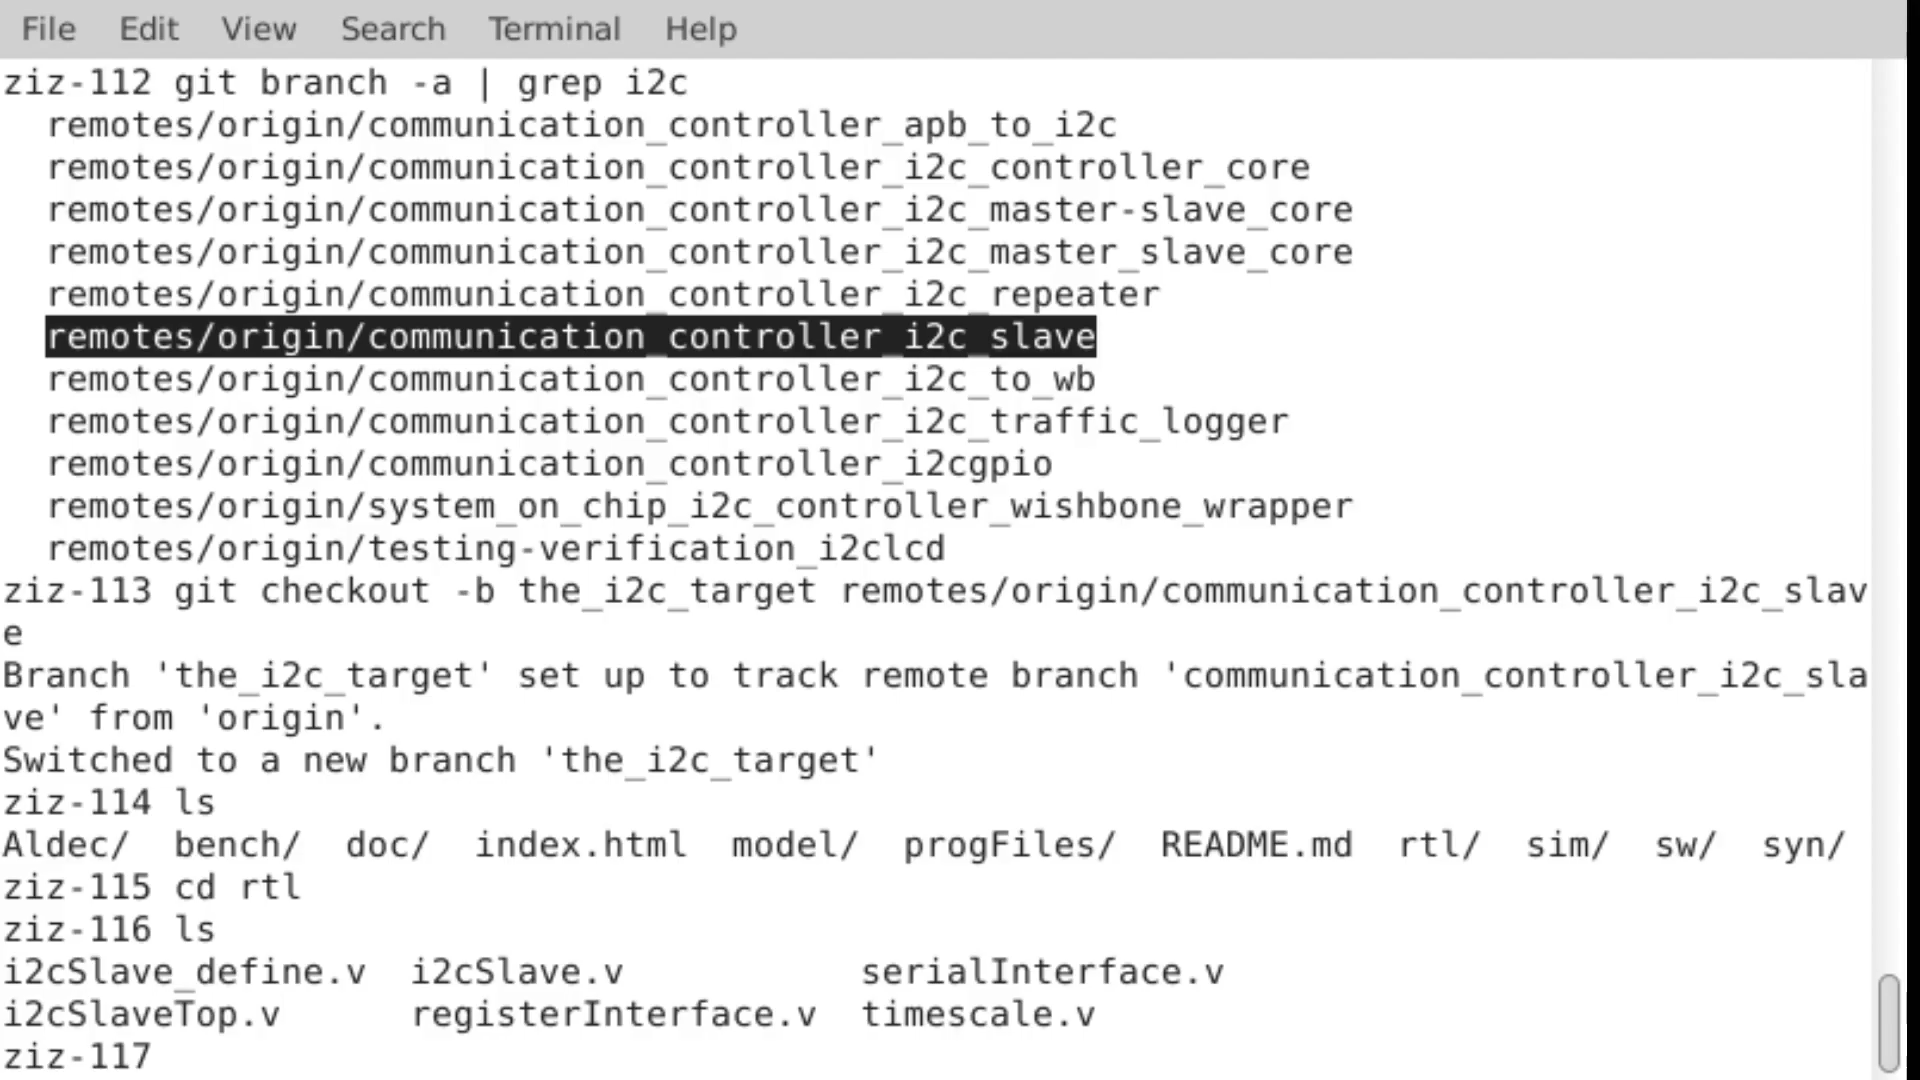 File Edit View Search Terminal Help
ziz-112 git branch -a | grep i2c
remotes/origin/communication_controller_apb_to_i2c
remotes/origin/communication_controller_i2c_controller_core
remotes/origin/communication_controller_i2c_master-slave_core
remotes/origin/communication_controller_i2c_master_slave_core
remotes/origin/communication_controller_i2c_repeater
remotes/origin/communication_controller_i2c_slave
remotes/origin/communication_controller_i2c_to_wb
remotes/origin/communication_controller_i2c_traffic_logger
remotes/origin/communication_controller_i2cgpio
remotes/origin/system_on_chip_i2c_controller_wishbone_wrapper
remotes/origin/testing-verification_i2clcd
ziz-113 git checkout -b the_i2c_target remotes/origin/communication_controller_i2c_slav
e
Branch 'the_i2c_target' set up to track remote branch 'communication_controller_i2c_sla
ve' from 'origin'.
Switched to a new branch 'the_i2c_target'
ziz-114 ls
Aldec/ bench/ doc/ index.html model/ progFiles/ README.md rtl/ sim/ sw/ syn/
ziz-115 cd rtl
ziz-116 ls
i2cSlave_define.v i2cSlave.v serialInterface.v
i2cSlaveTop.v registerInterface.v timescale.v
ziz-117